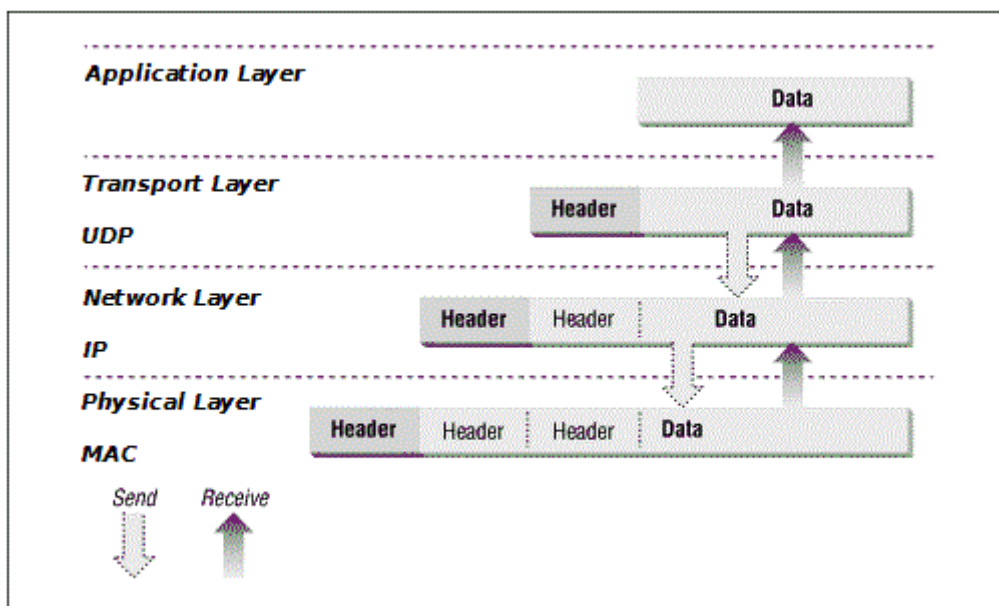 Application Layer
Data
Transport Layer
Header Data
UDP
Network Layer
Header Header Data
IP
Physical Layer
Header Header Header Data
MAC
Send Receive